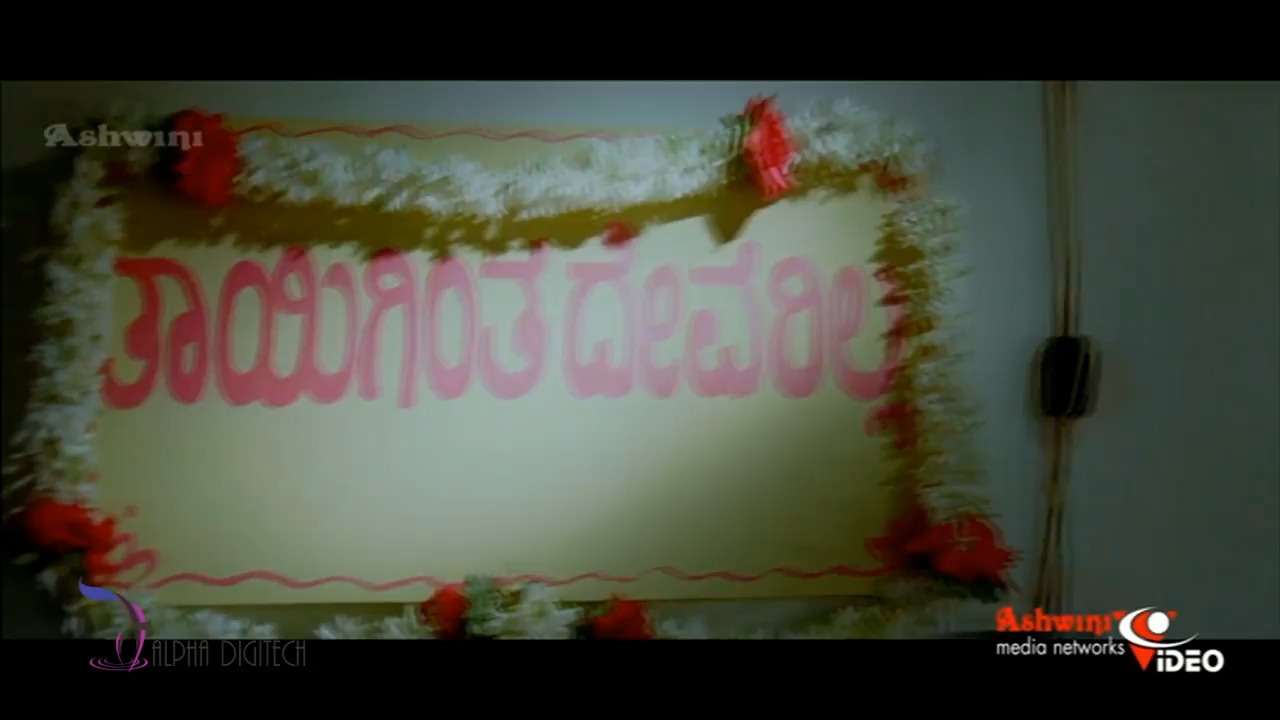 Ashwini
ತಾಯಿಗಿಂತ ದೇವರಿಲ್ಲ
Ashwini
media networks
ViDEO
ALPHA DIGITECH